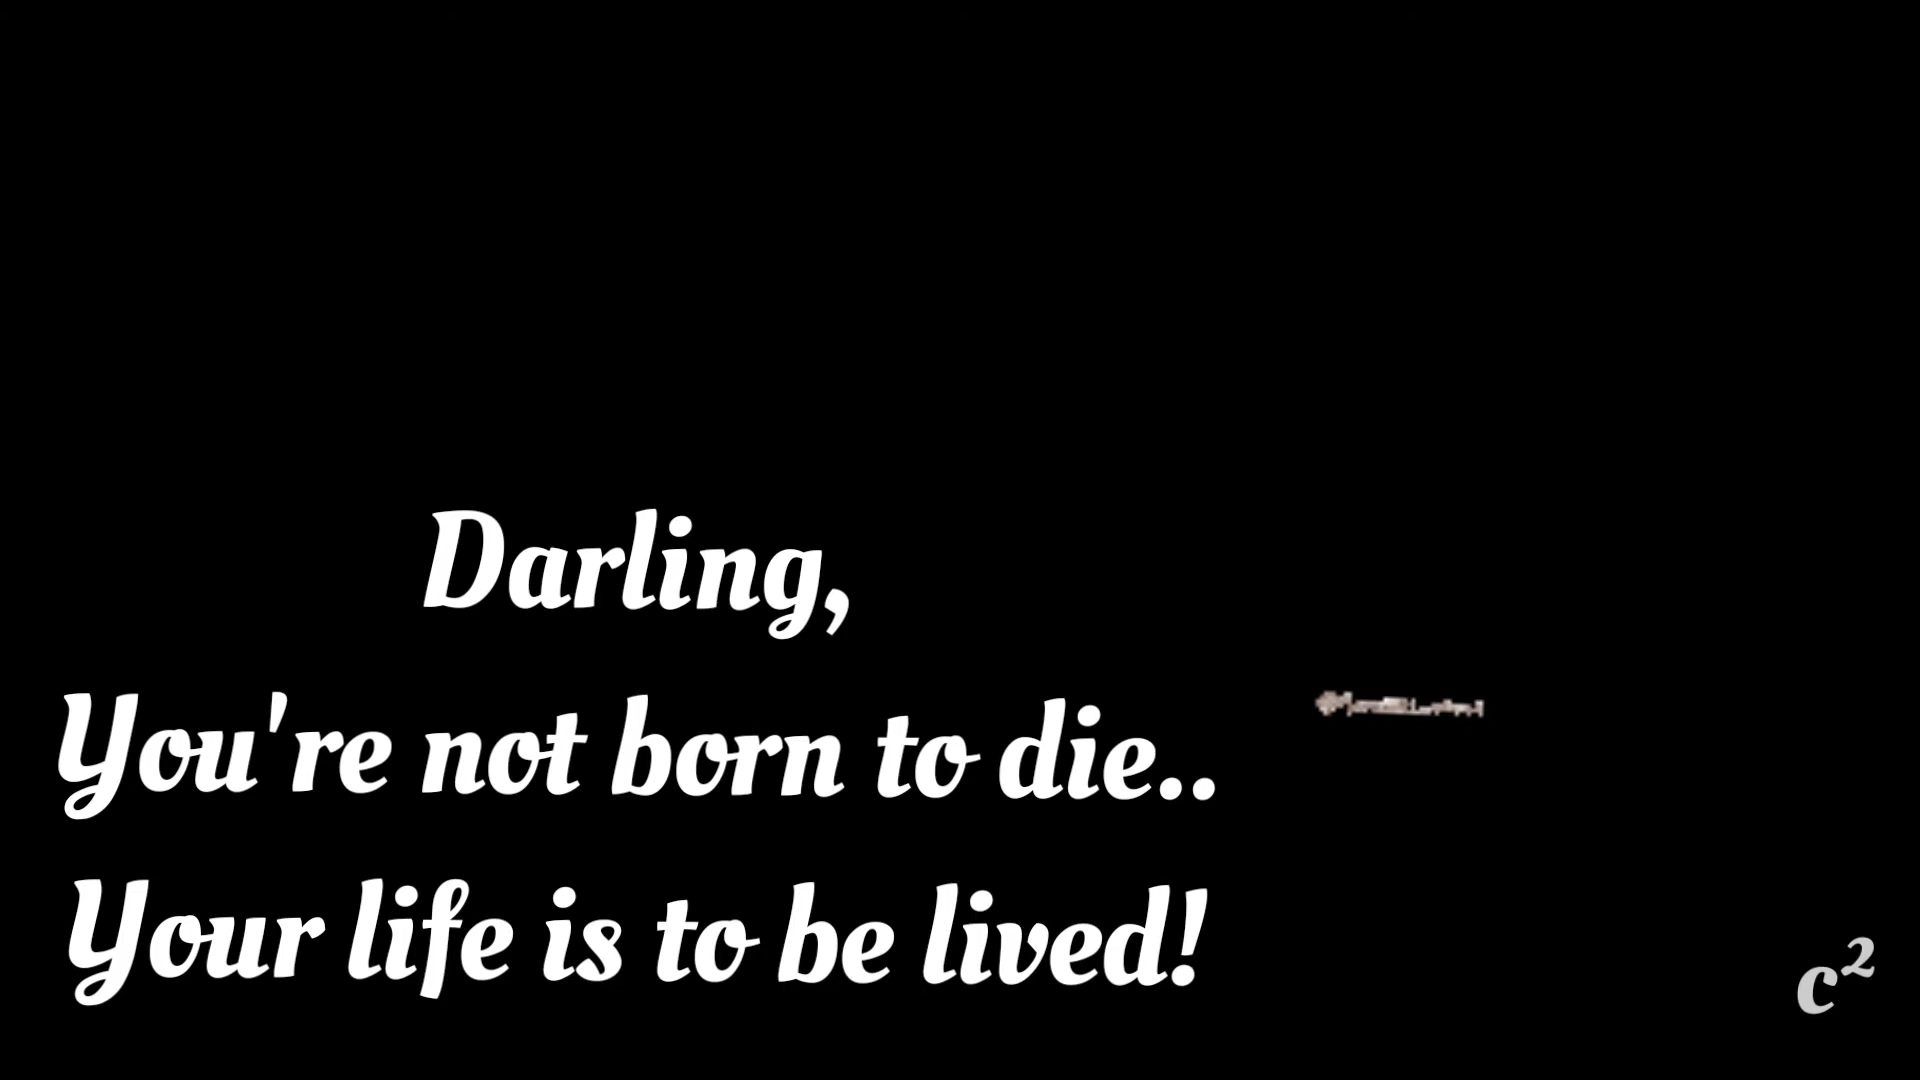 Darling,
You're not born to die..
Your life is to be lived!
c²